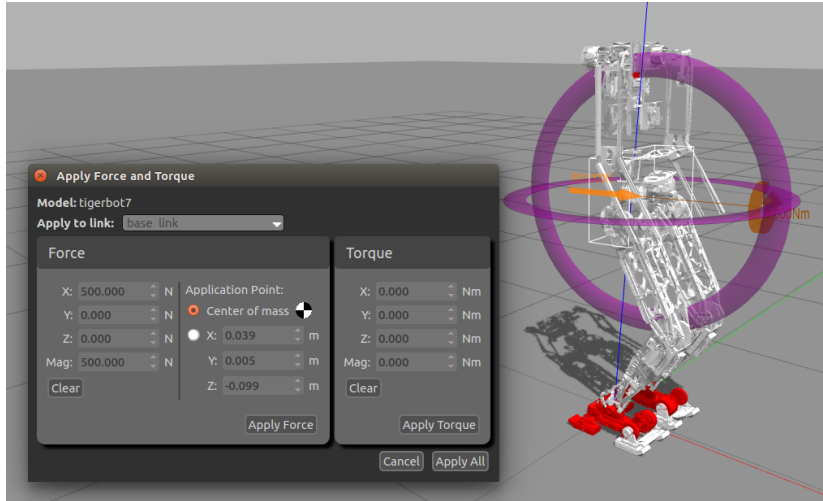 Apply Force and Torque
Model: tigerbot7
Apply to link: base link
Force
X: 500.000 N
Y: 0.000 N
Z: 0.000 N
Mag: 500.000 N
Clear
Application Point:
Center of mass
X: 0.039 m
Y: 0.005 m
Z: -0.099 m
Apply Force
Torque
X: 0.000 Nm
Y: 0.000 Nm
Z: 0.000 Nm
Mag: 0.000 Nm
Clear
Apply Torque
Cancel Apply All